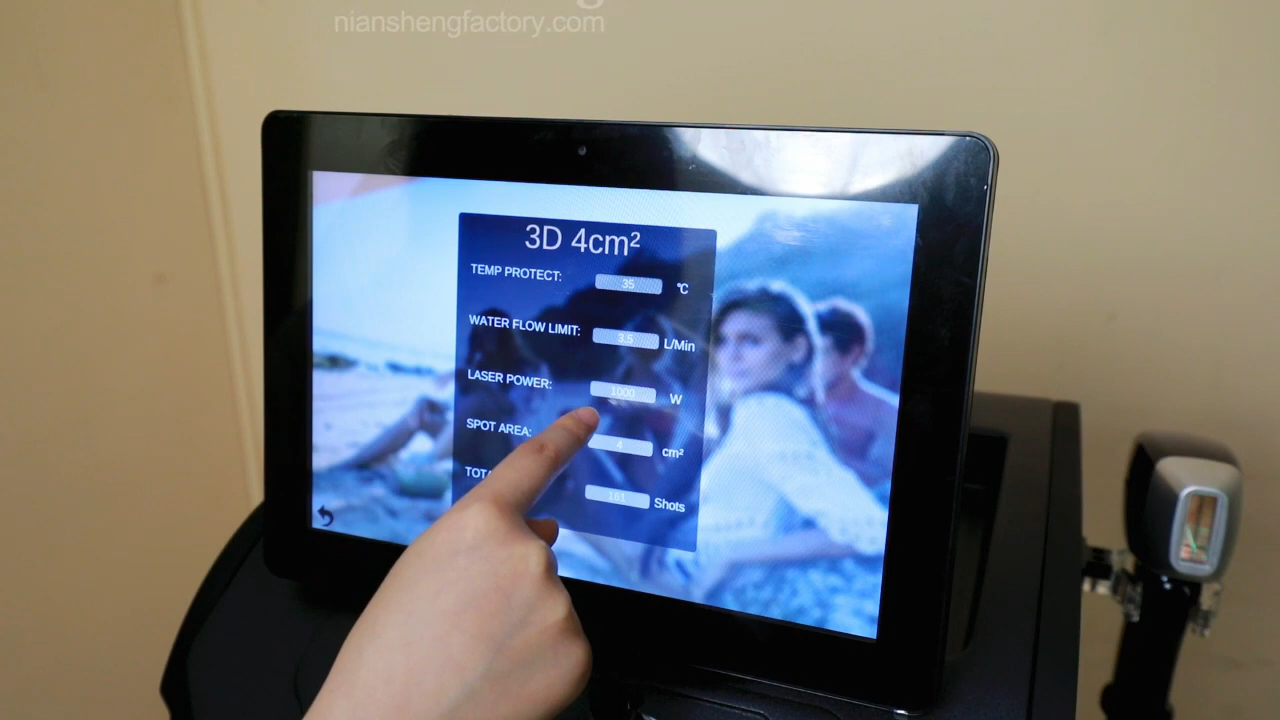 nianshengfactory.com
3D 4cm²
TEMP PROTECT: 35 ℃
WATER FLOW LIMIT: 3.5 L/Min
LASER POWER: 1000 W
SPOT AREA: 4 cm²
161 Shots